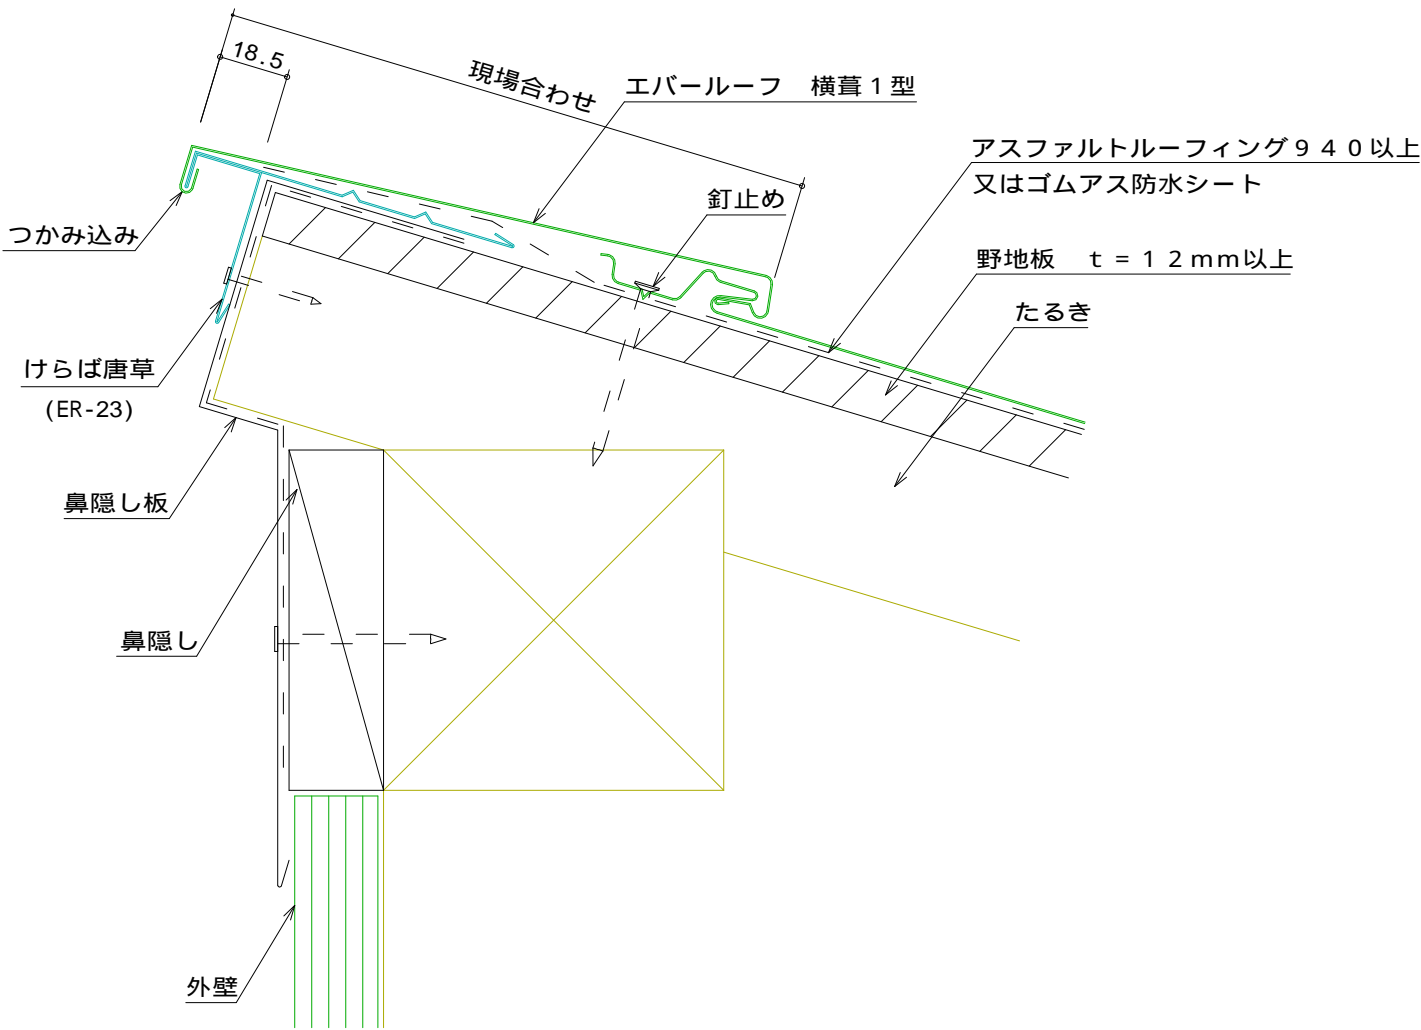 18.5
現場合わせ
エバールーフ　横葺１型
アスファルトルーフィング９４０以上
又はゴムアス防水シート
釘止め
つかみ込み
野地板　ｔ＝１２ｍｍ以上
たるき
けらば唐草
(ER-23)
鼻隠し板
鼻隠し
外壁